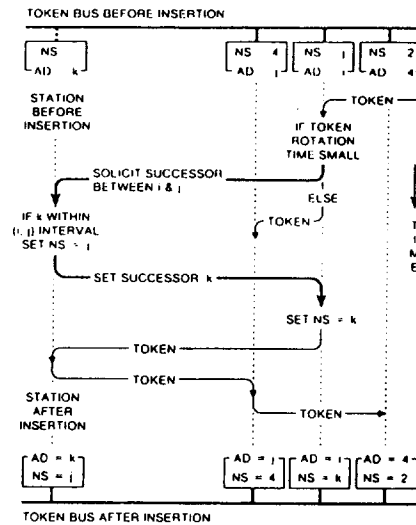 TOKEN BUS BEFORE INSERTION
NS
AD k
NS 4
AD j
NS j
AD i
NS 2
AD 4
STATION
BEFORE
INSERTION
TOKEN
IF TOKEN
ROTATION
TIME SMALL
SOLICIT SUCCESSOR
BETWEEN i & j
ELSE
TOKEN
IF k WITHIN
(i, j) INTERVAL
SET NS = j
SET SUCCESSOR k
SET NS = k
TOKEN
TOKEN
TOKEN
STATION
AFTER
INSERTION
AD = k
NS = j
AD = j
NS = 4
AD = i
NS = k
AD = 4
NS = 2
TOKEN BUS AFTER INSERTION